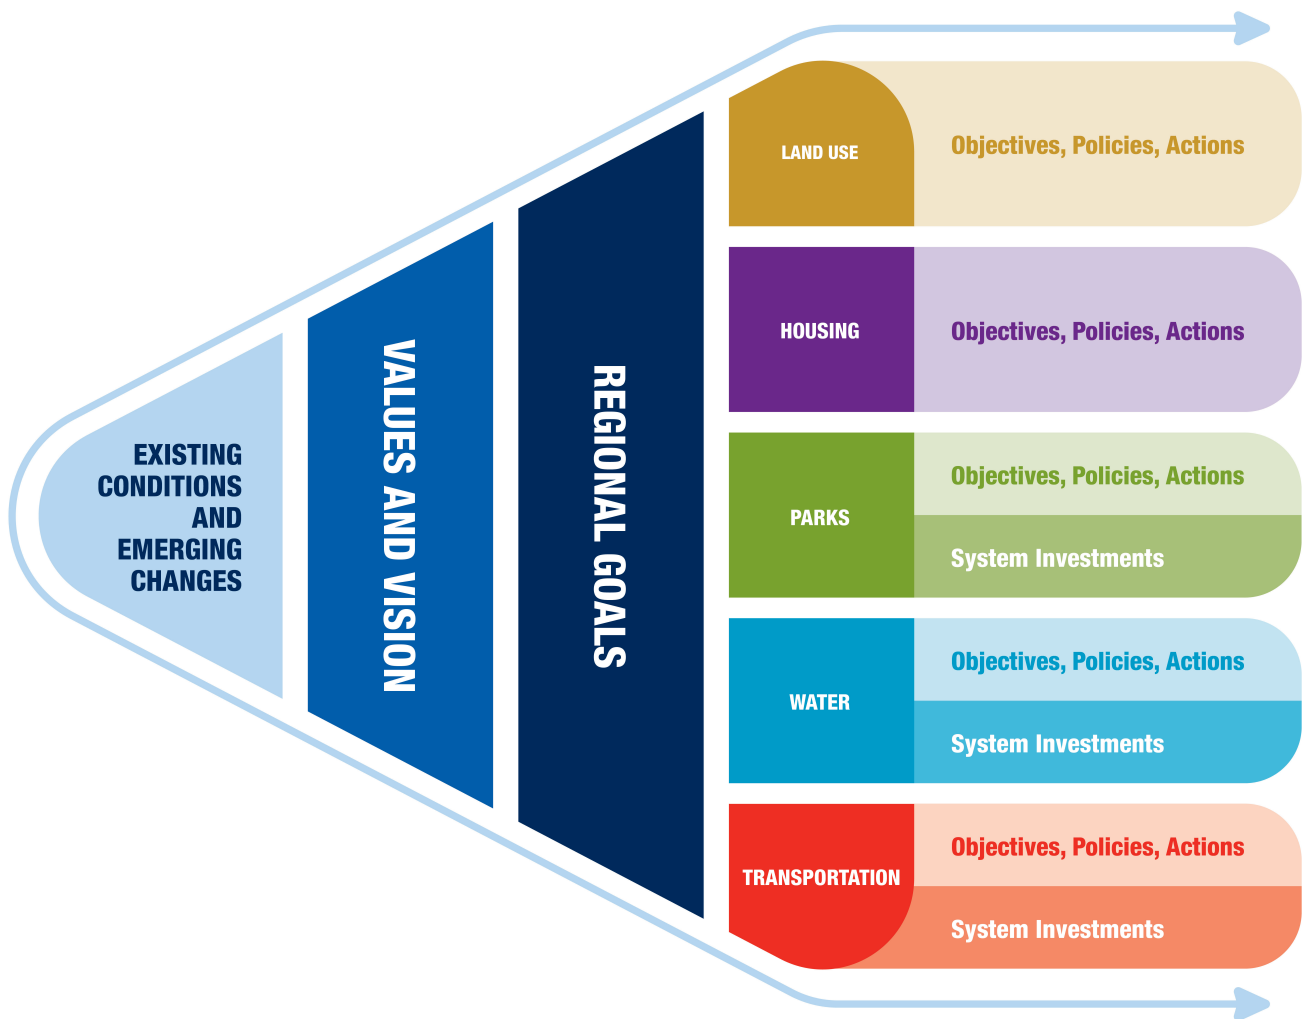 EXISTING
CONDITIONS
AND
EMERGING
CHANGES
VALUES AND VISION
REGIONAL GOALS
LAND USE
Objectives, Policies, Actions
HOUSING
Objectives, Policies, Actions
PARKS
Objectives, Policies, Actions
System Investments
WATER
Objectives, Policies, Actions
System Investments
TRANSPORTATION
Objectives, Policies, Actions
System Investments